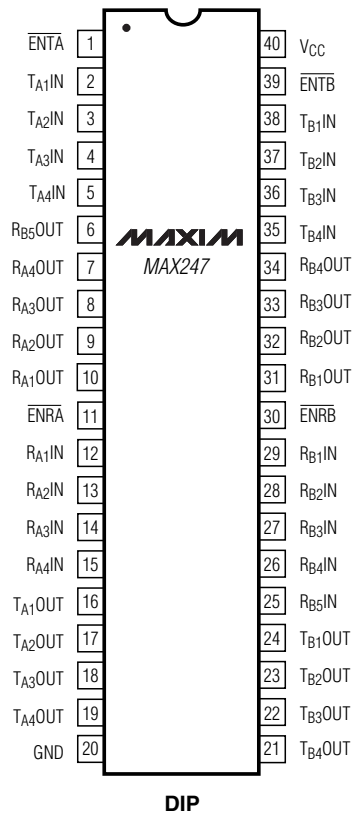 ENTA 1 40 VCC
TA1IN 2 39 ENTB
TA2IN 3 38 TB1IN
TA3IN 4 37 TB2IN
TA4IN 5 36 TB3IN
RB5OUT 6 35 TB4IN
MAXIM
RA4OUT 7 MAX247 34 RB4OUT
RA3OUT 8 33 RB3OUT
RA2OUT 9 32 RB2OUT
RA1OUT 10 31 RB1OUT
ENRA 11 30 ENRB
RA1IN 12 29 RB1IN
RA2IN 13 28 RB2IN
RA3IN 14 27 RB3IN
RA4IN 15 26 RB4IN
TA1OUT 16 25 RB5IN
TA2OUT 17 24 TB1OUT
TA3OUT 18 23 TB2OUT
TA4OUT 19 22 TB3OUT
GND 20 21 TB4OUT
DIP